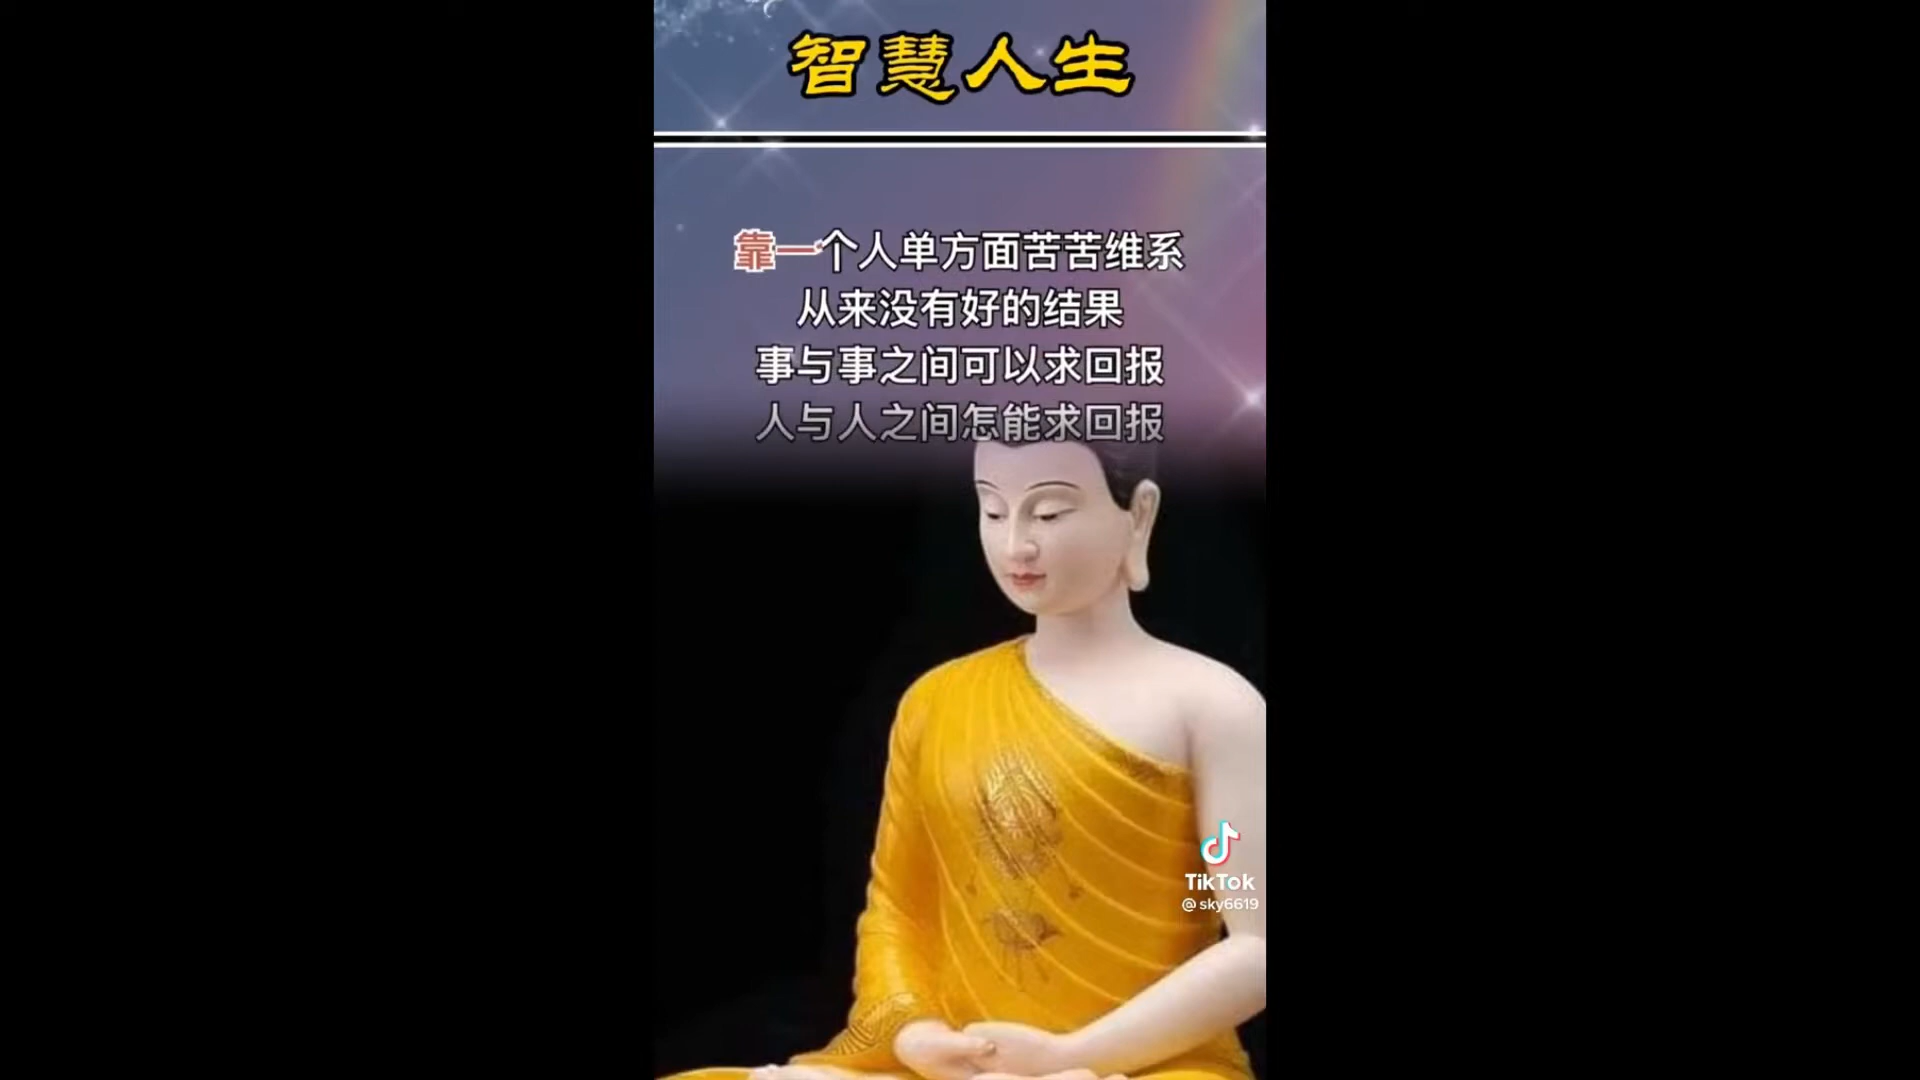 智慧人生
靠一个人单方面苦苦维系
从来没有好的结果
事与事之间可以求回报
人与人之间怎能求回报
TikTok
@sky6619